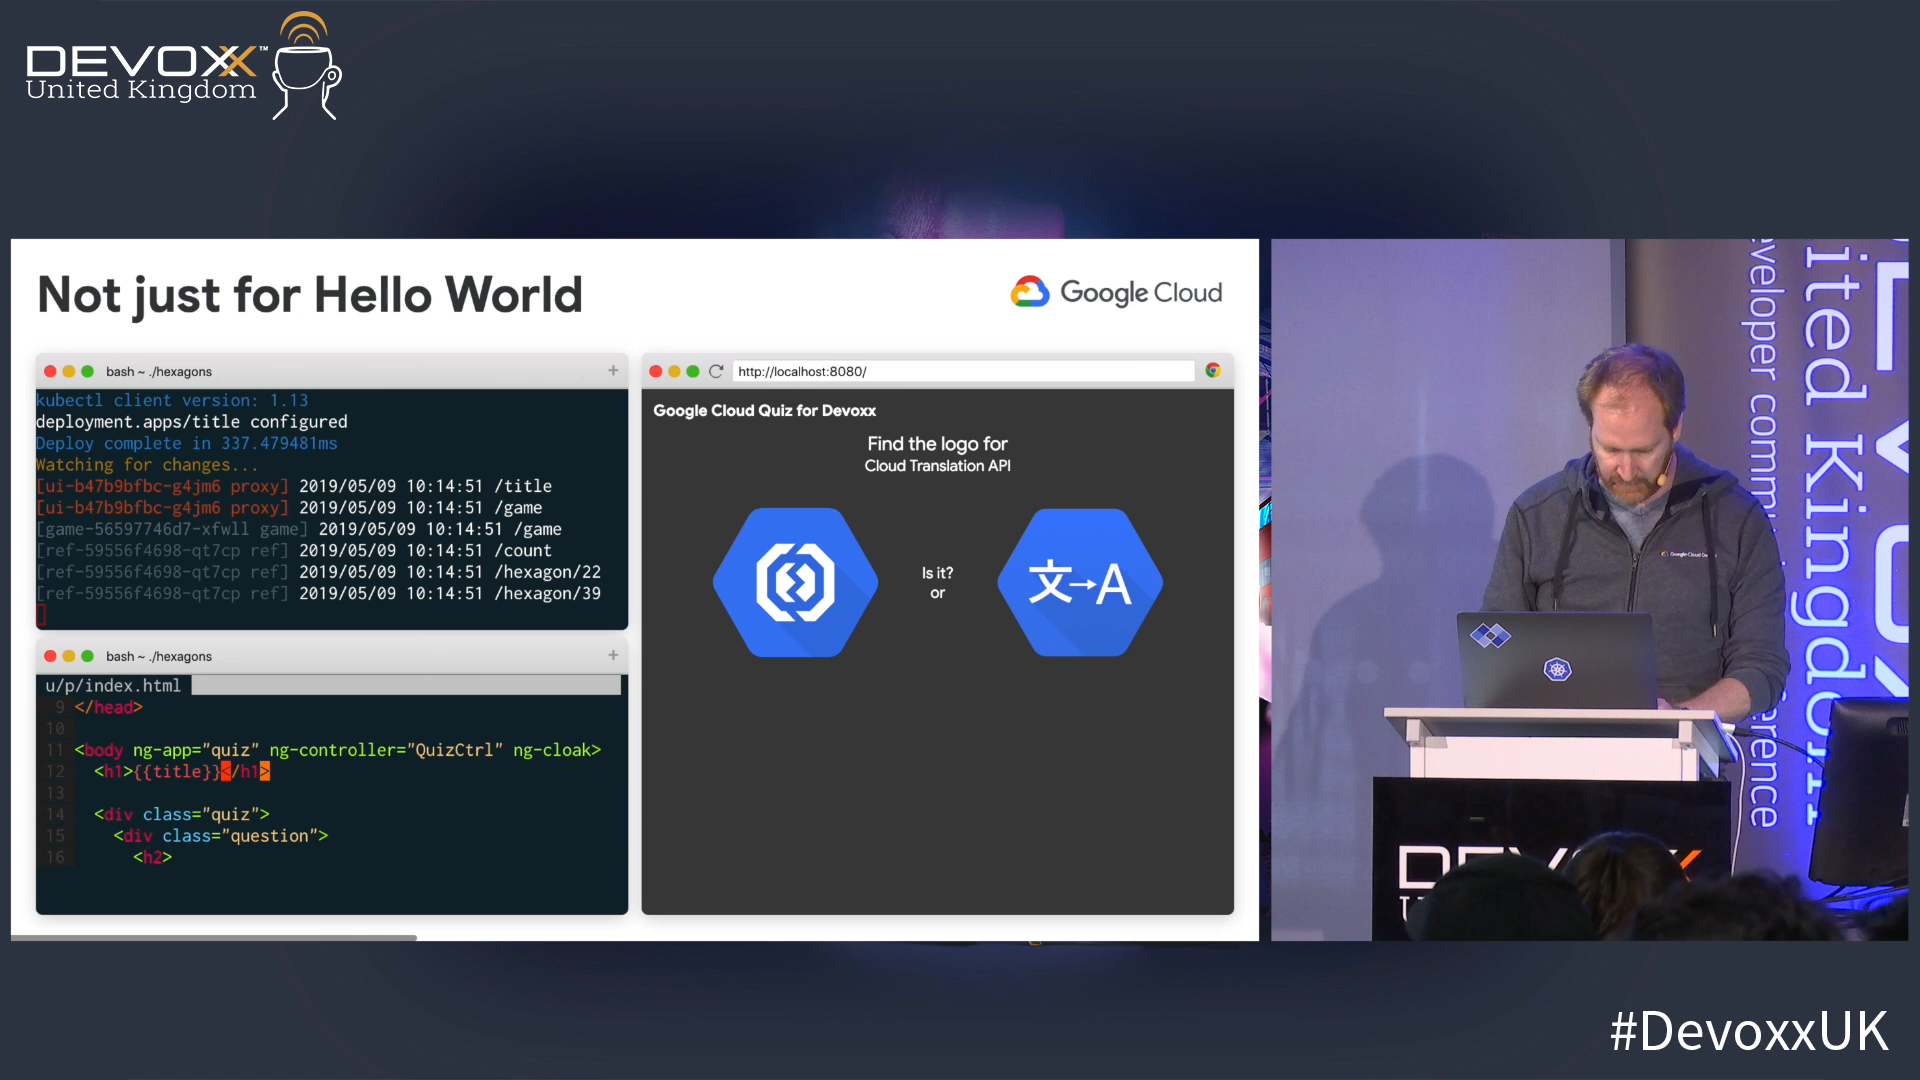 DEVOXX™
United Kingdom
Not just for Hello World
Google Cloud
bash ~ ./hexagons
kubectl client version: 1.13
deployment.apps/title configured
Deploy complete in 337.479481ms
Watching for changes...
[ui-b47b9bfbc-g4jm6 proxy] 2019/05/09 10:14:51 /title
[ui-b47b9bfbc-g4jm6 proxy] 2019/05/09 10:14:51 /game
[game-56597746d7-xfwll game] 2019/05/09 10:14:51 /game
[ref-59556f4698-qt7cp ref] 2019/05/09 10:14:51 /count
[ref-59556f4698-qt7cp ref] 2019/05/09 10:14:51 /hexagon/22
[ref-59556f4698-qt7cp ref] 2019/05/09 10:14:51 /hexagon/39
bash ~ ./hexagons
u/p/index.html
9 </head>
10
11 <body ng-app="quiz" ng-controller="QuizCtrl" ng-cloak>
12 <h1>{{title}}</h1>
13
14 <div class="quiz">
15 <div class="question">
16 <h2>
http://localhost:8080/
Google Cloud Quiz for Devoxx
Find the logo for
Cloud Translation API
Is it?
or
文→A
Google Cloud
DEVOXX
#DevoxxUK